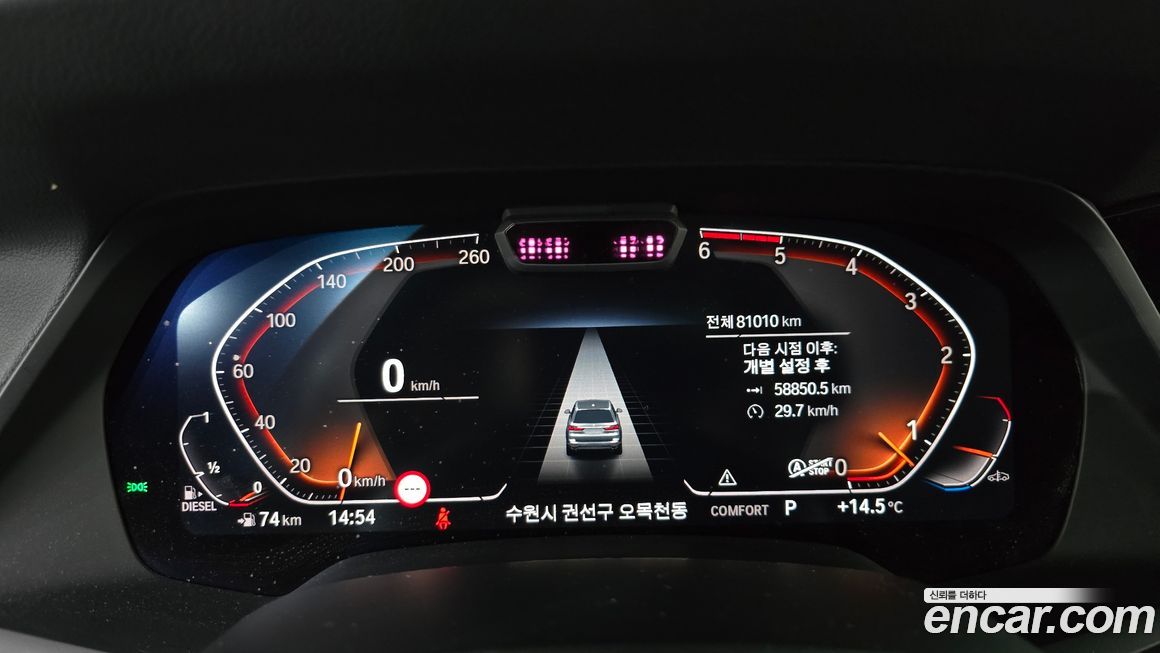 260
200
140
100
60
40
20
0 km/h
0 km/h
1
½
0
DIESEL
74 km
14:54
---
수원시 권선구 오목천동
6
5
4
3
2
1
0
전체 81010 km
다음 시점 이후:
개별 설정 후
58850.5 km
29.7 km/h
A START
STOP
COMFORT P +14.5 °C
신뢰를 더하다
encar.com